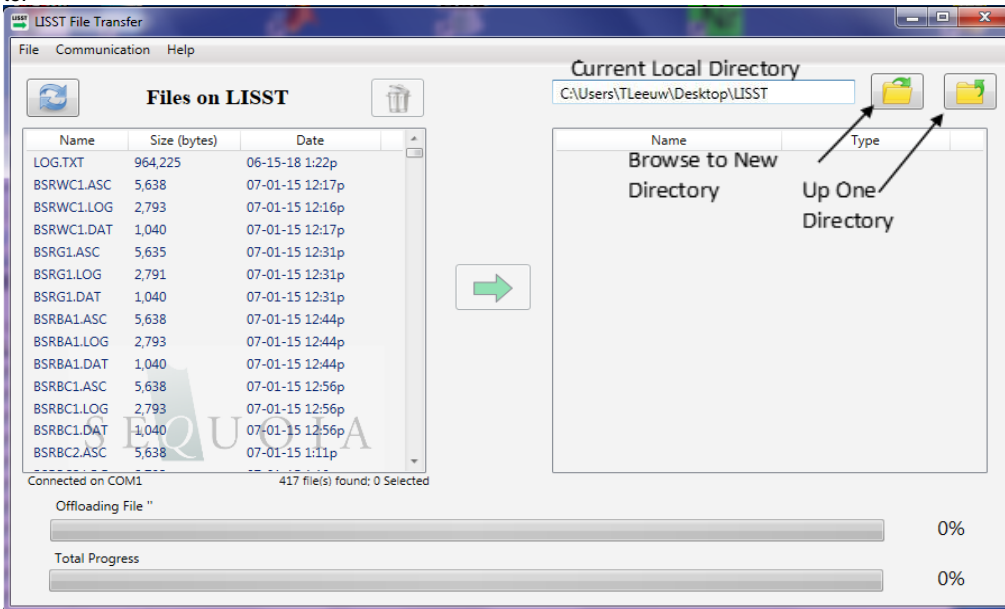 LISST File Transfer
File Communication Help
Files on LISST
Current Local Directory
C:\Users\TLeeuw\Desktop\LISST
Name Size (bytes) Date
LOG.TXT 964,225 06-15-18 1:22p
BSRWC1.ASC 5,638 07-01-15 12:17p
BSRWC1.LOG 2,793 07-01-15 12:16p
BSRWC1.DAT 1,040 07-01-15 12:17p
BSRG1.ASC 5,635 07-01-15 12:31p
BSRG1.LOG 2,791 07-01-15 12:31p
BSRG1.DAT 1,040 07-01-15 12:31p
BSRBA1.ASC 5,638 07-01-15 12:44p
BSRBA1.LOG 2,793 07-01-15 12:44p
BSRBA1.DAT 1,040 07-01-15 12:44p
BSRBC1.ASC 5,638 07-01-15 12:56p
BSRBC1.LOG 2,793 07-01-15 12:56p
BSRBC1.DAT 1,040 07-01-15 12:56p
BSRBC2.ASC 5,638 07-01-15 1:11p
SEQUOIA
Name Type
Browse to New
Directory
Up One
Directory
Connected on COM1 417 file(s) found; 0 Selected
Offloading File ''
0%
Total Progress
0%